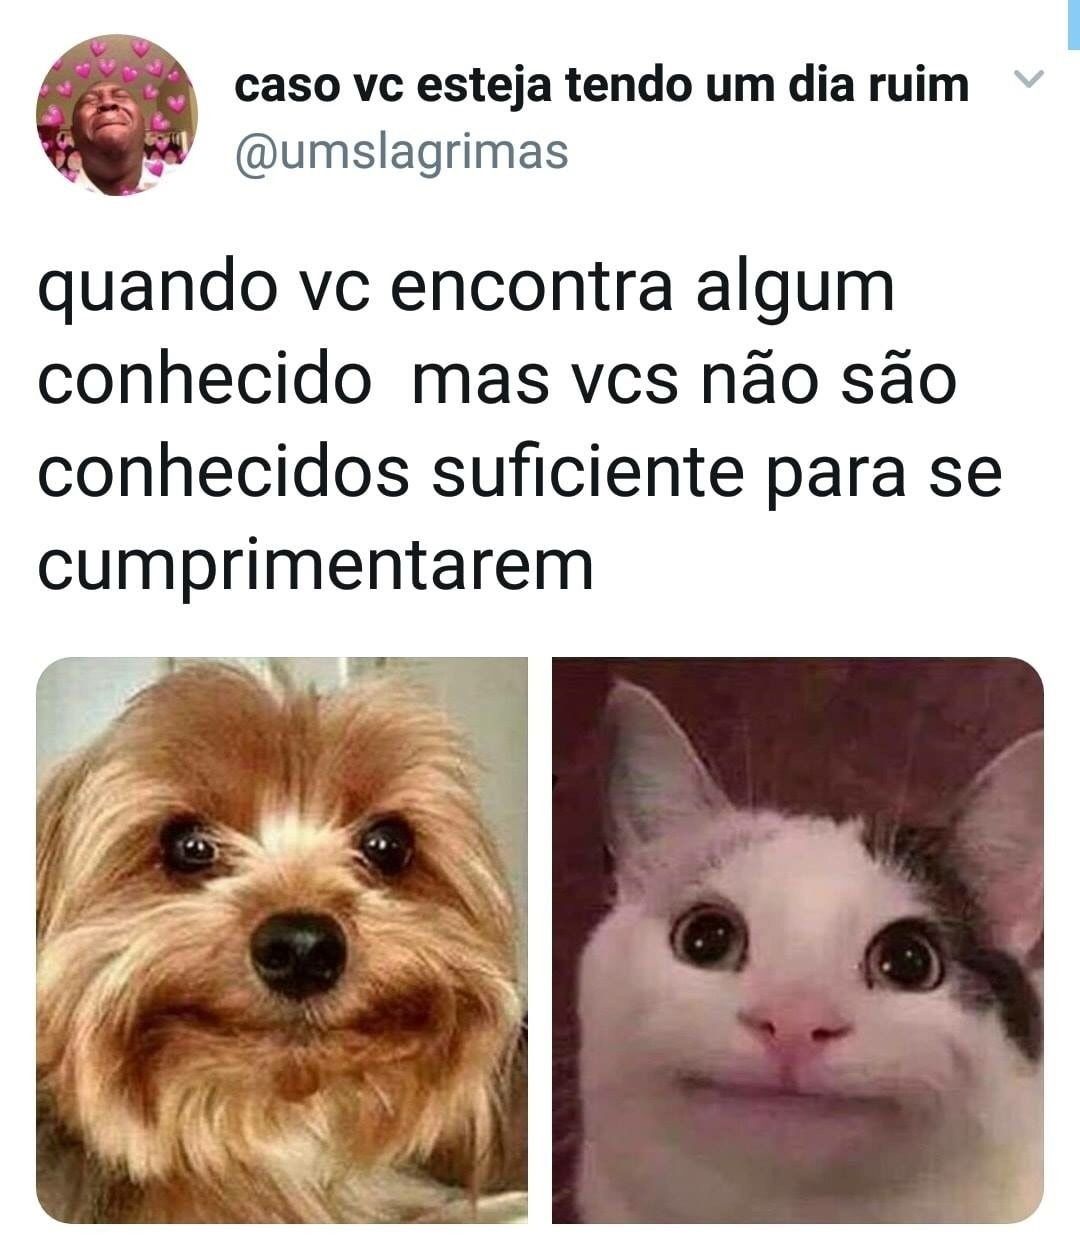 caso vc esteja tendo um dia ruim
@umslagrimas
quando vc encontra algum
conhecido  mas vcs não são
conhecidos suficiente para se
cumprimentarem